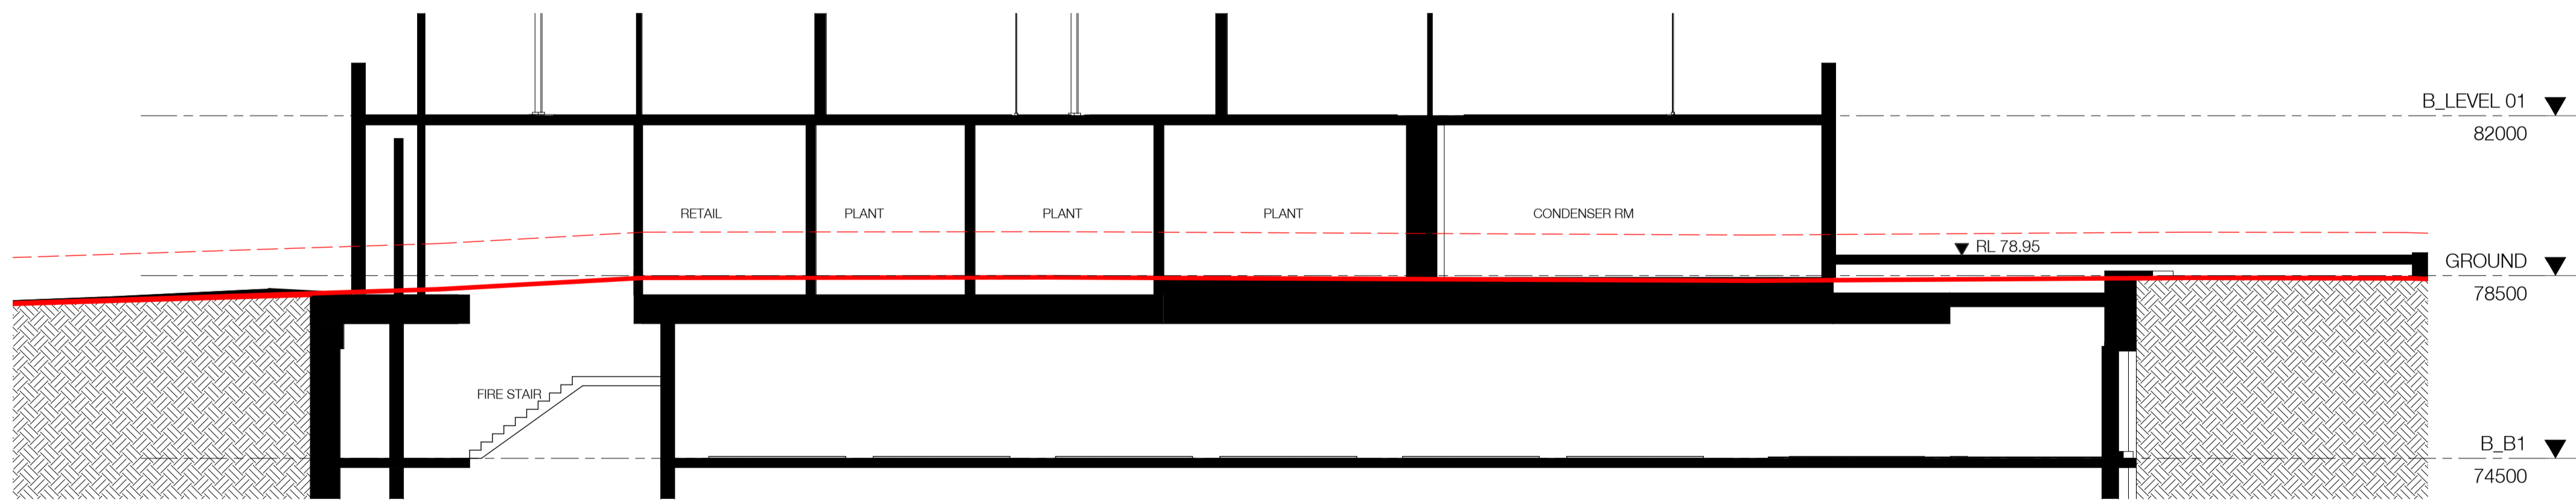 B_LEVEL 01
82000
RETAIL
PLANT
PLANT
PLANT
CONDENSER RM
RL 78.95
GROUND
78500
FIRE STAIR
B_B1
74500